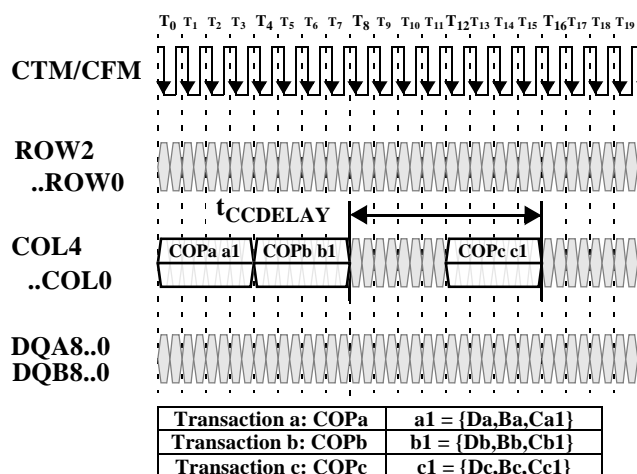 T0 T1 T2 T3 T4 T5 T6 T7 T8 T9 T10 T11 T12 T13 T14 T15 T16 T17 T18 T19
CTM/CFM
ROW2
..ROW0
tCCDELAY
COL4
..COL0
COPa a1 COPb b1 COPc c1
DQA8..0
DQB8..0
Transaction a: COPa a1 = {Da,Ba,Ca1}
Transaction b: COPb b1 = {Db,Bb,Cb1}
Transaction c: COPc c1 = {Dc,Bc,Cc1}